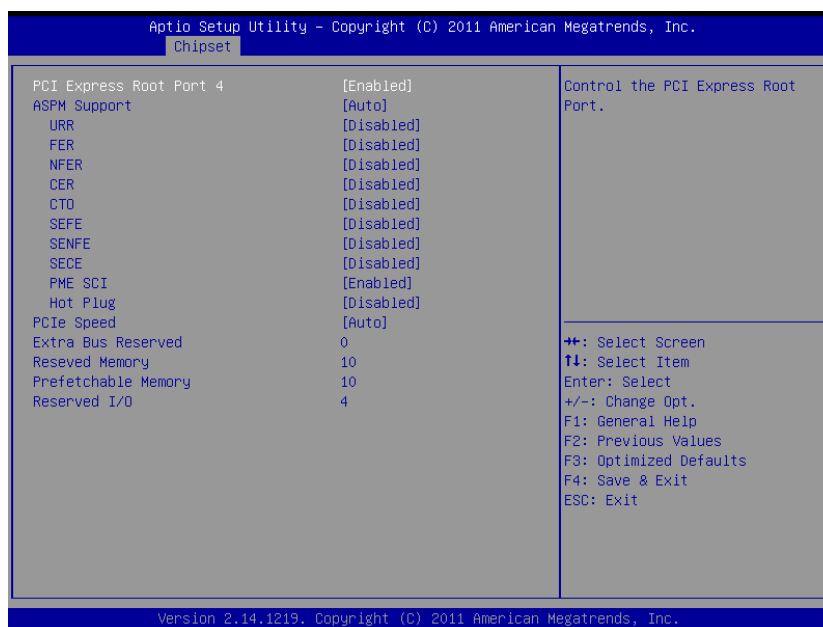 Aptio Setup Utility – Copyright (C) 2011 American Megatrends, Inc.
Chipset
PCI Express Root Port 4 [Enabled]
ASPM Support [Auto]
URR [Disabled]
FER [Disabled]
NFER [Disabled]
CER [Disabled]
CTO [Disabled]
SEFE [Disabled]
SENFE [Disabled]
SECE [Disabled]
PME SCI [Enabled]
Hot Plug [Disabled]
PCIe Speed [Auto]
Extra Bus Reserved 0
Reseved Memory 10
Prefetchable Memory 10
Reserved I/O 4
Control the PCI Express Root
Port.
→←: Select Screen
↑↓: Select Item
Enter: Select
+/-: Change Opt.
F1: General Help
F2: Previous Values
F3: Optimized Defaults
F4: Save & Exit
ESC: Exit
Version 2.14.1219. Copyright (C) 2011 American Megatrends, Inc.